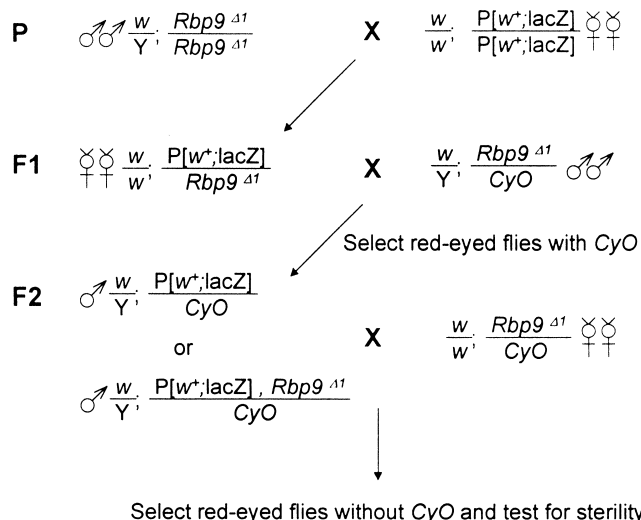 P ♂♂ w/Y; Rbp9 Δ1/Rbp9 Δ1 X w/w; P[w+;lacZ]/P[w+;lacZ] ☿☿
F1 ☿☿ w/w; P[w+;lacZ]/Rbp9 Δ1 X w/Y; Rbp9 Δ1/CyO ♂♂
Select red-eyed flies with CyO
F2 ♂ w/Y; P[w+;lacZ]/CyO
or
X w/w; Rbp9 Δ1/CyO ☿☿
♂ w/Y; P[w+;lacZ] , Rbp9 Δ1/CyO
Select red-eyed flies without CyO and test for sterility